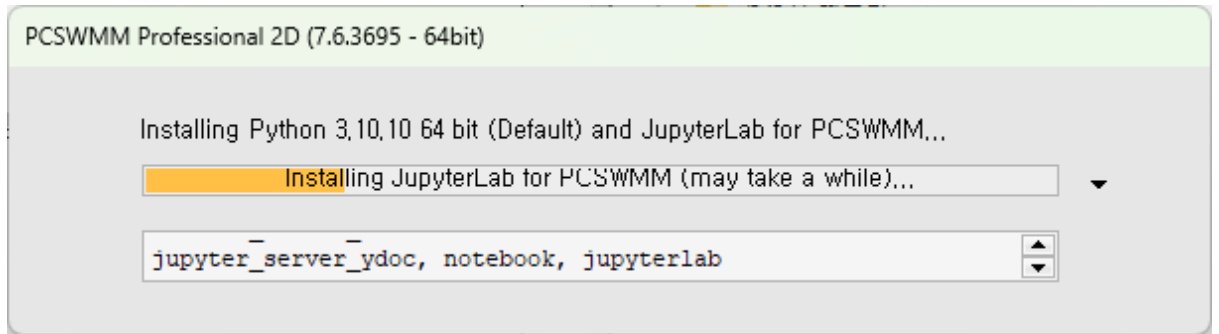 PCSWMM Professional 2D (7.6.3695 - 64bit)
Installing Python 3,10,10 64 bit (Default) and JupyterLab for PCSWMM,,,
Installing JupyterLab for PCSWMM (may take a while),,,
jupyter_server_ydoc, notebook, jupyterlab